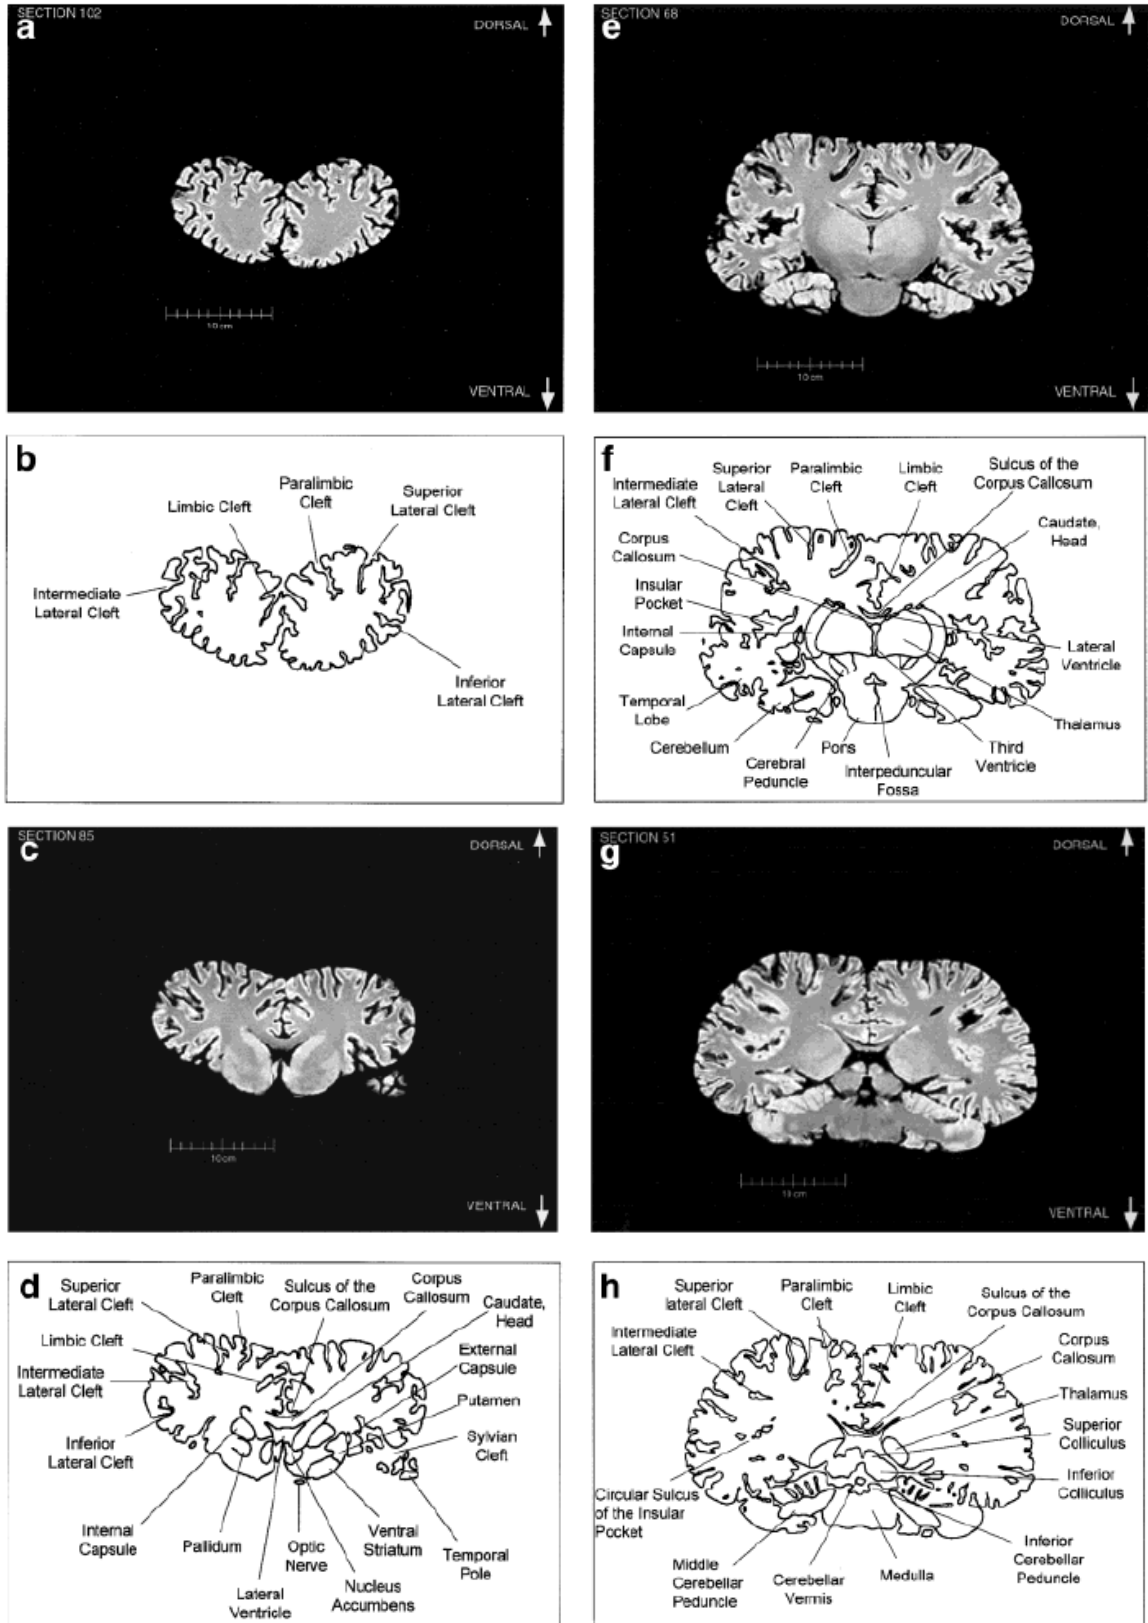 a
SECTION 102
DORSAL
10 cm
VENTRAL
b
Limbic Cleft
Paralimbic
Cleft
Superior
Lateral Cleft
Intermediate
Lateral Cleft
Inferior
Lateral Cleft
c
SECTION 85
DORSAL
10 cm
VENTRAL
d
Superior
Lateral Cleft
Paralimbic
Cleft
Sulcus of the
Corpus Callosum
Corpus
Callosum
Caudate,
Head
Limbic Cleft
External
Capsule
Intermediate
Lateral Cleft
Putamen
Inferior
Lateral Cleft
Sylvian
Cleft
Internal
Capsule
Pallidum
Lateral
Ventricle
Optic
Nerve
Nucleus
Accumbens
Ventral
Striatum
Temporal
Pole
e
SECTION 68
DORSAL
10 cm
VENTRAL
f
Intermediate
Lateral Cleft
Superior
Lateral
Cleft
Paralimbic
Cleft
Limbic
Cleft
Sulcus of the
Corpus Callosum
Corpus
Callosum
Caudate,
Head
Insular
Pocket
Internal
Capsule
Lateral
Ventricle
Temporal
Lobe
Thalamus
Cerebellum
Cerebral
Peduncle
Pons
Interpeduncular
Fossa
Third
Ventricle
g
SECTION 51
DORSAL
10 cm
VENTRAL
h
Superior
lateral Cleft
Paralimbic
Cleft
Limbic
Cleft
Sulcus of the
Corpus Callosum
Intermediate
Lateral Cleft
Corpus
Callosum
Thalamus
Superior
Colliculus
Inferior
Colliculus
Circular Sulcus
of the Insular
Pocket
Middle
Cerebellar
Peduncle
Cerebellar
Vermis
Medulla
Inferior
Cerebellar
Peduncle